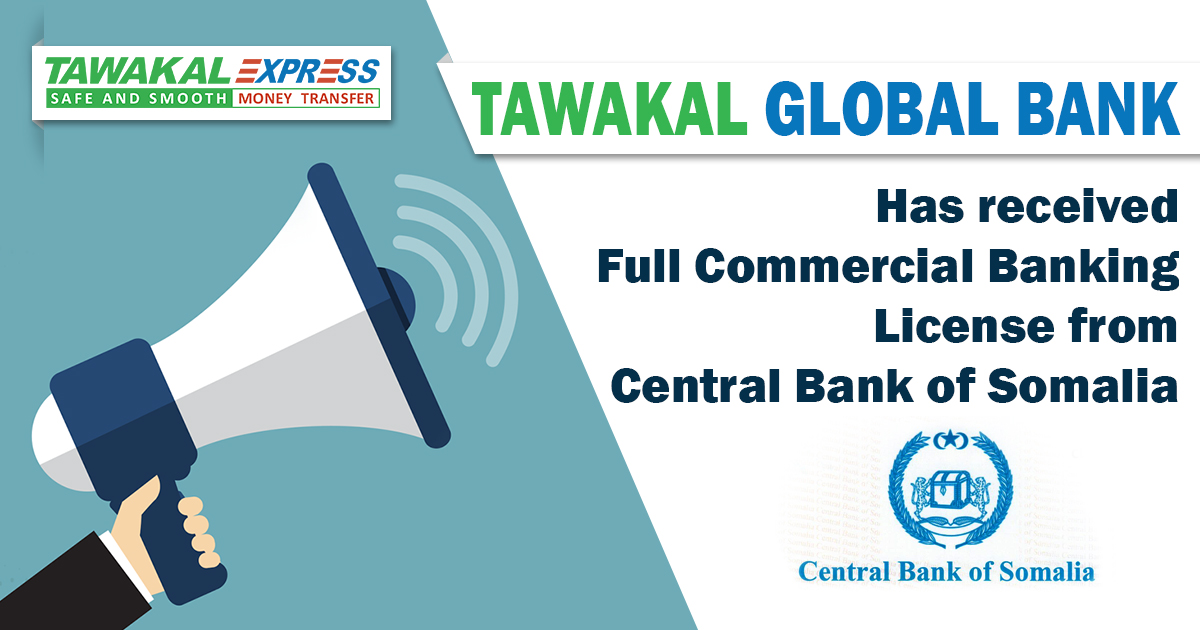 TAWAKAL EXPRESS
SAFE AND SMOOTH MONEY TRANSFER
TAWAKAL GLOBAL BANK
Has received
Full Commercial Banking
License from
Central Bank of Somalia
Central Bank of Somalia